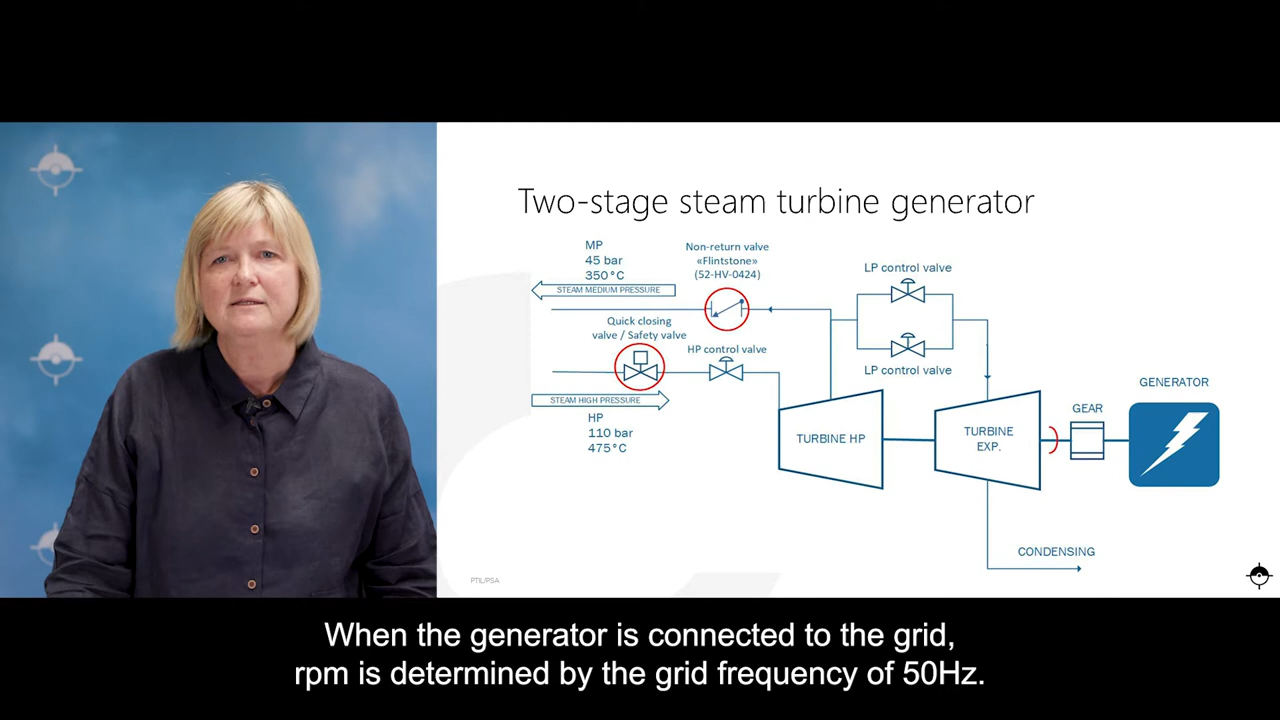 Two-stage steam turbine generator
MP
45 bar
350°C
STEAM MEDIUM PRESSURE
Non-return valve
«Flintstone»
(52-HV-0424)
LP control valve
Quick closing
valve / Safety valve
HP control valve
LP control valve
STEAM HIGH PRESSURE
HP
110 bar
475°C
TURBINE HP
TURBINE
EXP.
GEAR
GENERATOR
CONDENSING
PTIL/PSA
When the generator is connected to the grid,
rpm is determined by the grid frequency of 50Hz.